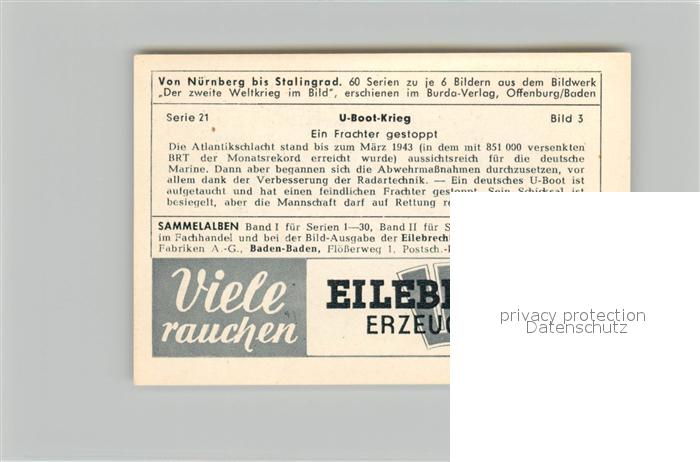 Von Nürnberg bis Stalingrad. 60 Serien zu je 6 Bildern aus dem Bildwerk
„Der zweite Weltkrieg im Bild", erschienen im Burda-Verlag, Offenburg/Baden
Serie 21 U-Boot-Krieg Bild 3
Ein Frachter gestoppt
Die Atlantikschlacht stand bis zum März 1943 (in dem mit 851 000 versenkten
BRT der Monatsrekord erreicht wurde) aussichtsreich für die deutsche
Marine. Dann aber begannen sich die Abwehrmaßnahmen durchzusetzen, vor
allem dank der Verbesserung der Radartechnik. — Ein deutsches U-Boot ist
aufgetaucht und hat einen feindlichen Frachter gestoppt. Sein Schicksal ist
besiegelt, aber die Mannschaft darf auf Rettung
SAMMELALBEN Band I für Serien 1—30, Band II für S
im Fachhandel und bei der Bild-Ausgabe der Eilebrech
Fabriken A.-G., Baden-Baden, Flößerweg 1, Postsch.-
Viele
rauchen
EILEB
ERZEU
privacy protection
Datenschutz